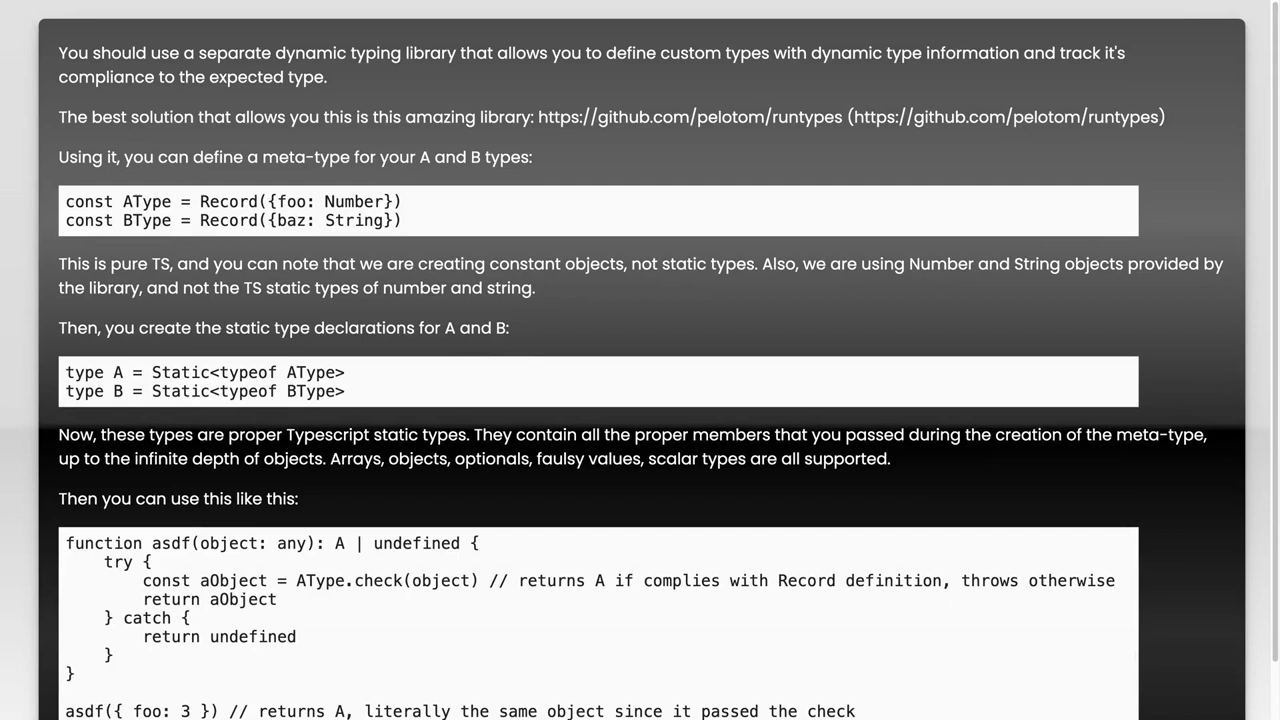 You should use a separate dynamic typing library that allows you to define custom types with dynamic type information and track it's
compliance to the expected type.
The best solution that allows you this is this amazing library: https://github.com/pelotom/runtypes (https://github.com/pelotom/runtypes)
Using it, you can define a meta-type for your A and B types:
const AType = Record({foo: Number})
const BType = Record({baz: String})
This is pure TS, and you can note that we are creating constant objects, not static types. Also, we are using Number and String objects provided by
the library, and not the TS static types of number and string.
Then, you create the static type declarations for A and B:
type A = Static<typeof AType>
type B = Static<typeof BType>
Now, these types are proper Typescript static types. They contain all the proper members that you passed during the creation of the meta-type,
up to the infinite depth of objects. Arrays, objects, optionals, faulsy values, scalar types are all supported.
Then you can use this like this:
function asdf(object: any): A | undefined {
    try {
        const aObject = AType.check(object) // returns A if complies with Record definition, throws otherwise
        return aObject
    } catch {
        return undefined
    }
}
asdf({ foo: 3 }) // returns A, literally the same object since it passed the check